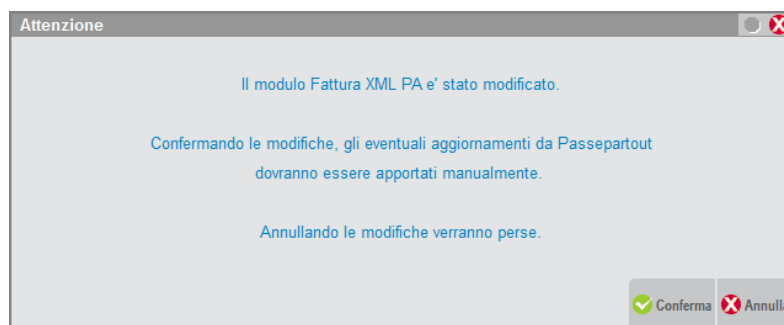 Attenzione
Il modulo Fattura XML PA e' stato modificato.
Confermando le modifiche, gli eventuali aggiornamenti da Passepartout
dovranno essere apportati manualmente.
Annullando le modifiche verranno perse.
Conferma Annulla